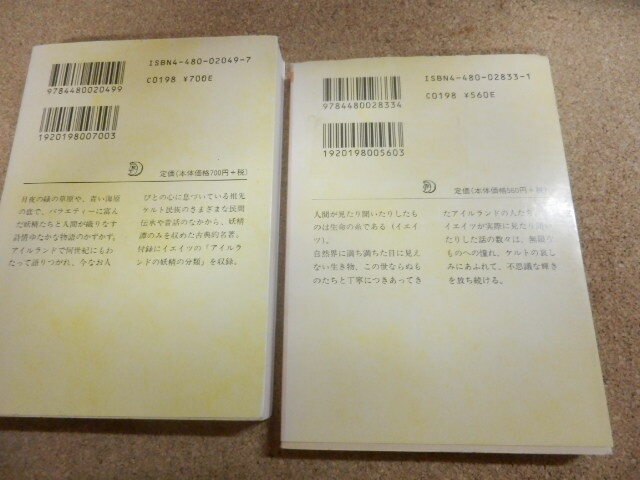 ISBN4-480-02049-7
C0198 ¥700E
9784480020499
1920198007003
定価(本体価格700円+税)
月夜の緑の草原や、青い海原
の底で、バラエティーに富ん
だ妖精たちと人間が織りなす
詩情ゆたかな物語のかずかず。
アイルランドで何世紀にもわ
たって語りつがれ、今なお人
びとの心に息づいている祖先
ケルト民族のさまざまな民間
伝承や昔話のなかから、妖精
譚のみを収めた古典的名著。
付録にイエイツの「アイルラ
ンドの妖精の分類」を収録。
ISBN4-480-02833-1
C0198 ¥560E
9784480028334
1920198005603
定価(本体価格560円+税)
人間が見たり聞いたりしたも
のは生命の糸である(イエイ
ツ)。
自然界に満ち満ちた目に見え
ない生き物、この世ならぬも
のたちと丁寧につきあってき
たアイルランドの人たち。
イエイツが実際に見たり聞い
たりした話の数々は、無限な
ものへの憧れ、ケルトの哀し
みにあふれて、不思議な輝き
を放ち続ける。